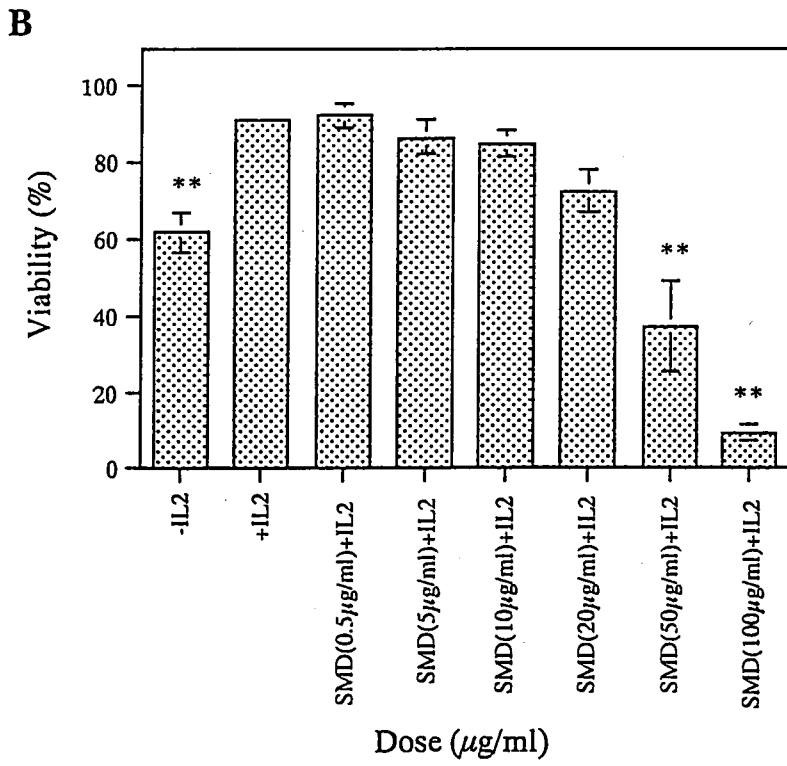 B
Viability (%)
100
80
60
40
20
0
**
**
**
-IL2
+IL2
SMD(0.5μg/ml)+IL2
SMD(5μg/ml)+IL2
SMD(10μg/ml)+IL2
SMD(20μg/ml)+IL2
SMD(50μg/ml)+IL2
SMD(100μg/ml)+IL2
Dose (μg/ml)